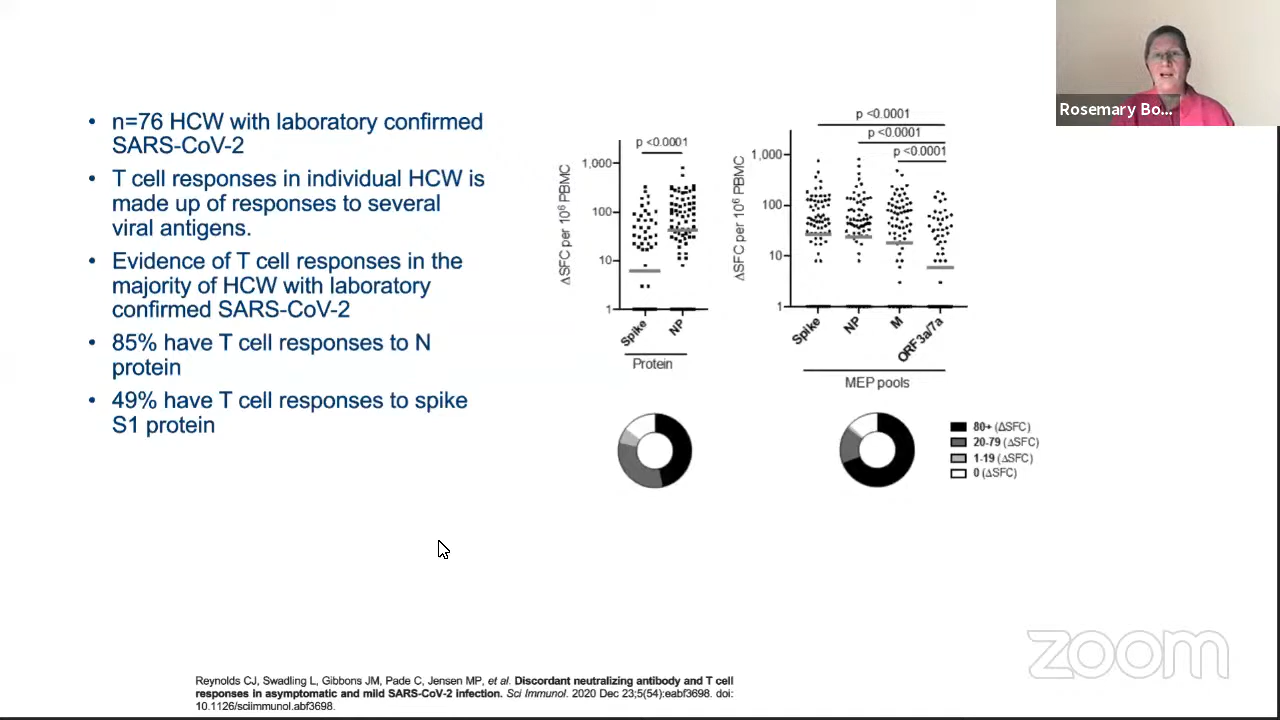 • n=76 HCW with laboratory confirmed
SARS-CoV-2
• T cell responses in individual HCW is
made up of responses to several
viral antigens.
• Evidence of T cell responses in the
majority of HCW with laboratory
confirmed SARS-CoV-2
• 85% have T cell responses to N
protein
• 49% have T cell responses to spike
S1 protein
p <0.0001
ΔSFC per 10⁶ PBMC
1,000
100
10
1
Spike
NP
Protein
p <0.0001
p <0.0001
p <0.0001
ΔSFC per 10⁶ PBMC
1,000
100
10
1
Spike
NP
M
ORF3a/7a
MEP pools
80+ (ΔSFC)
20-79 (ΔSFC)
1-19 (ΔSFC)
0 (ΔSFC)
Rosemary Bo...
zoom
Reynolds CJ, Swadling L, Gibbons JM, Pade C, Jensen MP, et al. Discordant neutralizing antibody and T cell
responses in asymptomatic and mild SARS-CoV-2 infection. Sci Immunol. 2020 Dec 23;5(54):eabf3698. doi:
10.1126/sciimmunol.abf3698.